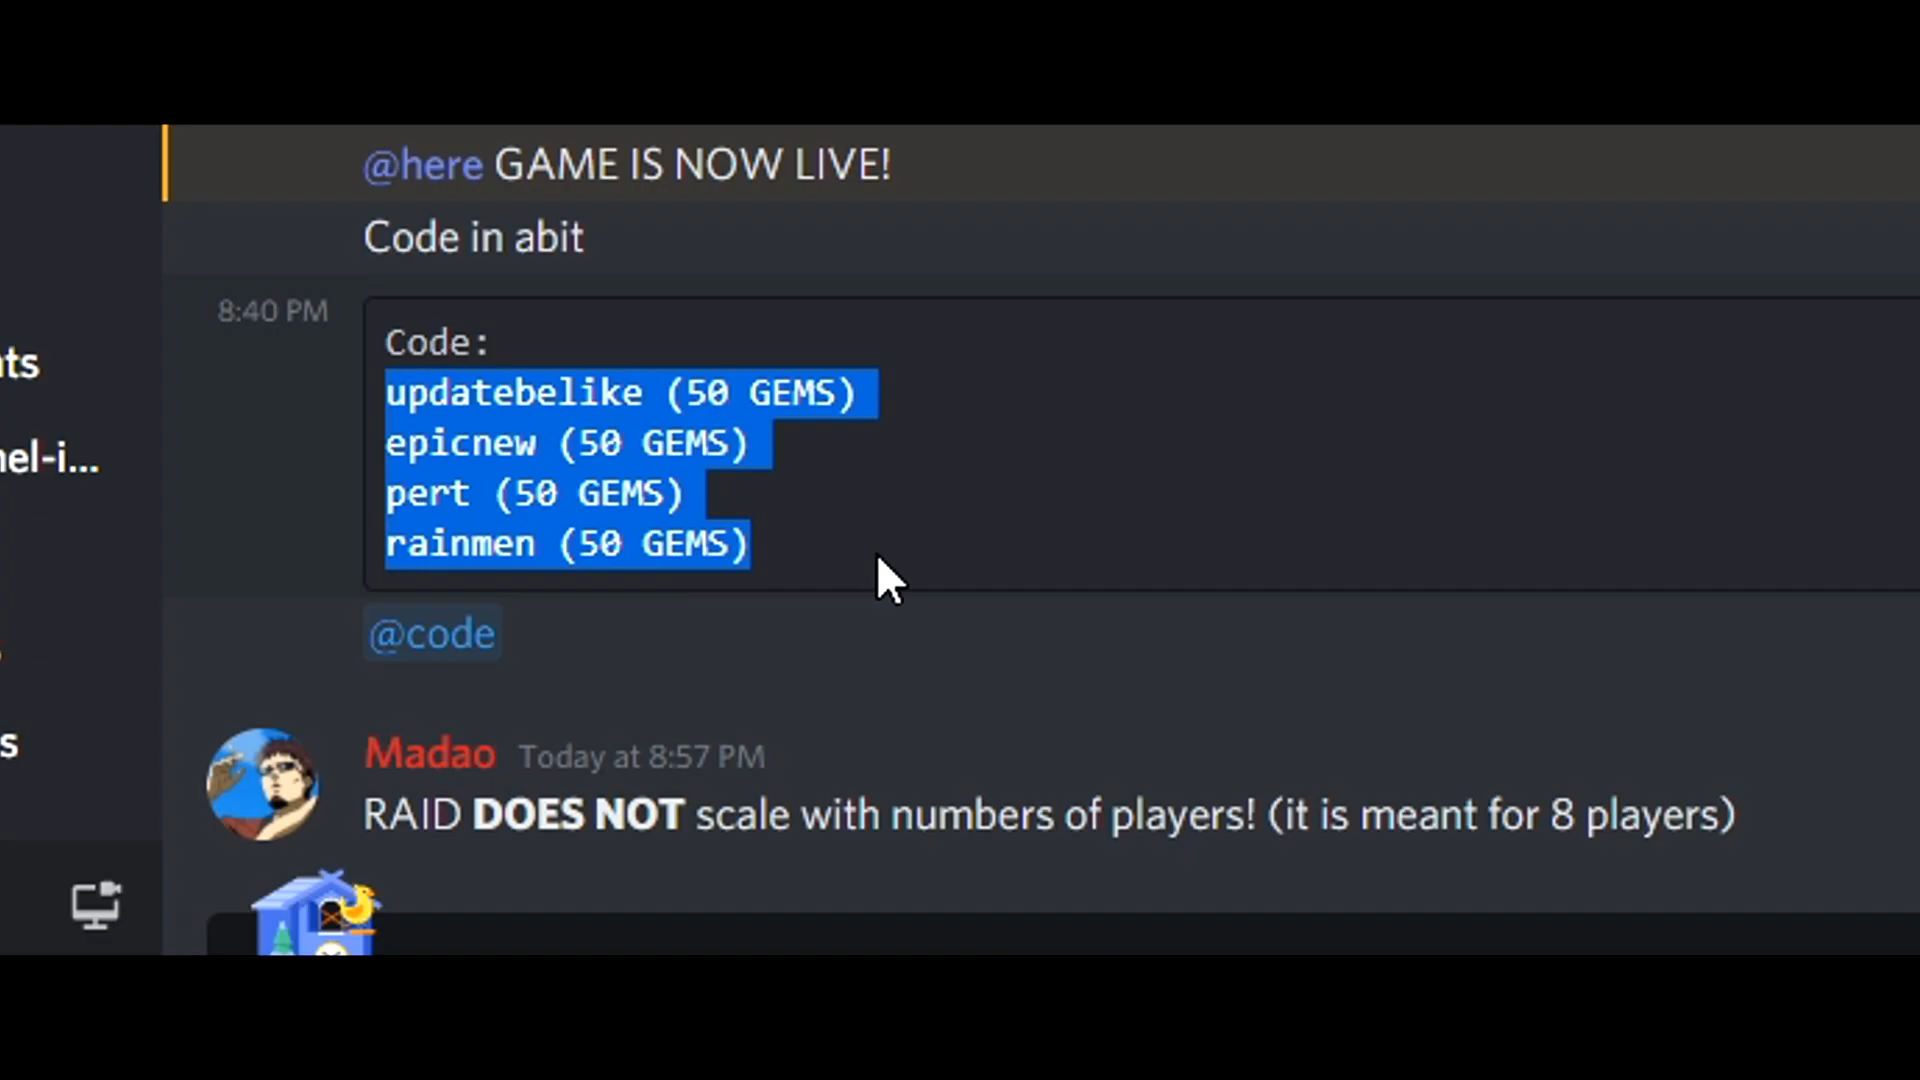 @here GAME IS NOW LIVE!
Code in abit
8:40 PM
Code:
updatebelike (50 GEMS)
epicnew (50 GEMS)
pert (50 GEMS)
rainmen (50 GEMS)
@code
Madao Today at 8:57 PM
RAID DOES NOT scale with numbers of players! (it is meant for 8 players)